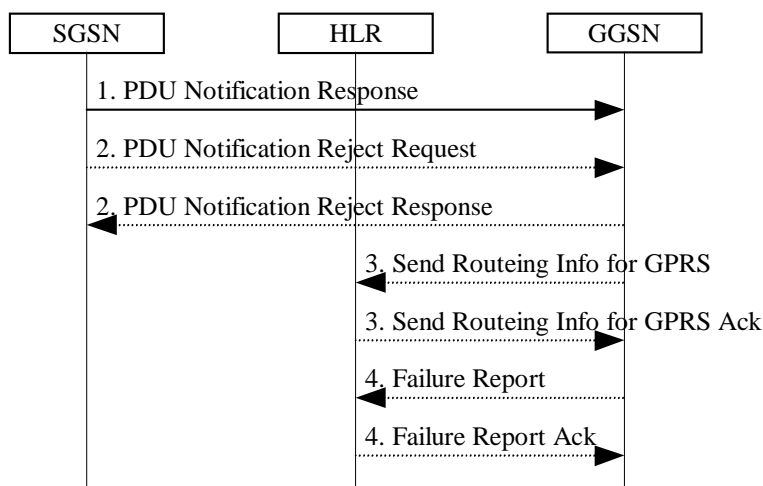 SGSN
HLR
GGSN
1. PDU Notification Response
2. PDU Notification Reject Request
2. PDU Notification Reject Response
3. Send Routeing Info for GPRS
3. Send Routeing Info for GPRS Ack
4. Failure Report
4. Failure Report Ack